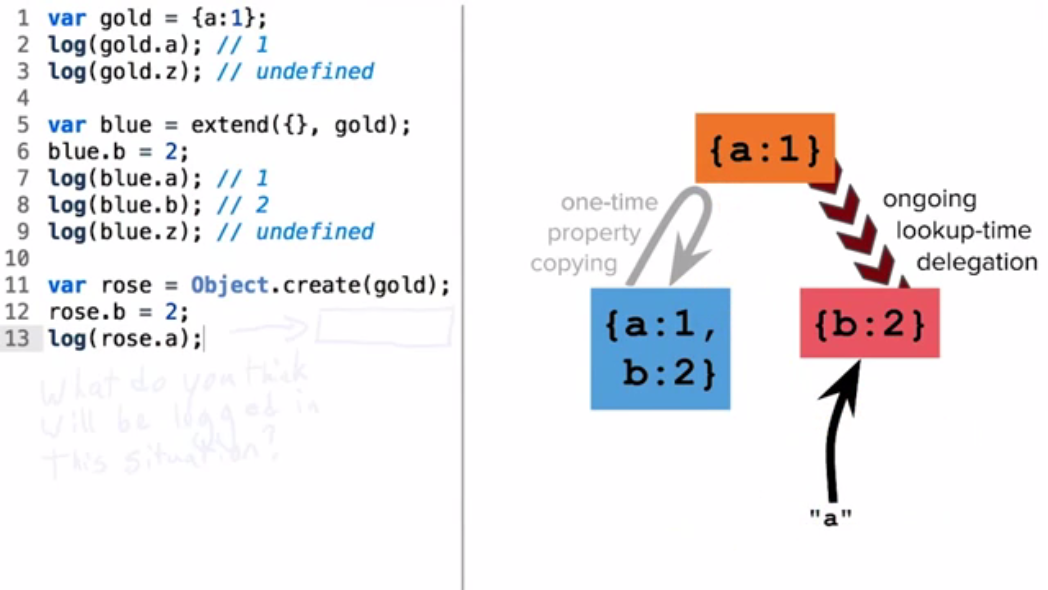 1 var gold = {a:1};
2 log(gold.a); // 1
3 log(gold.z); // undefined
4
5 var blue = extend({}, gold);
6 blue.b = 2;
7 log(blue.a); // 1
8 log(blue.b); // 2
9 log(blue.z); // undefined
10
11 var rose = Object.create(gold);
12 rose.b = 2;
13 log(rose.a);
What do you think
will be logged in
this situation?
{a:1}
one-time
property
copying
ongoing
lookup-time
delegation
{a:1,
b:2}
{b:2}
"a"